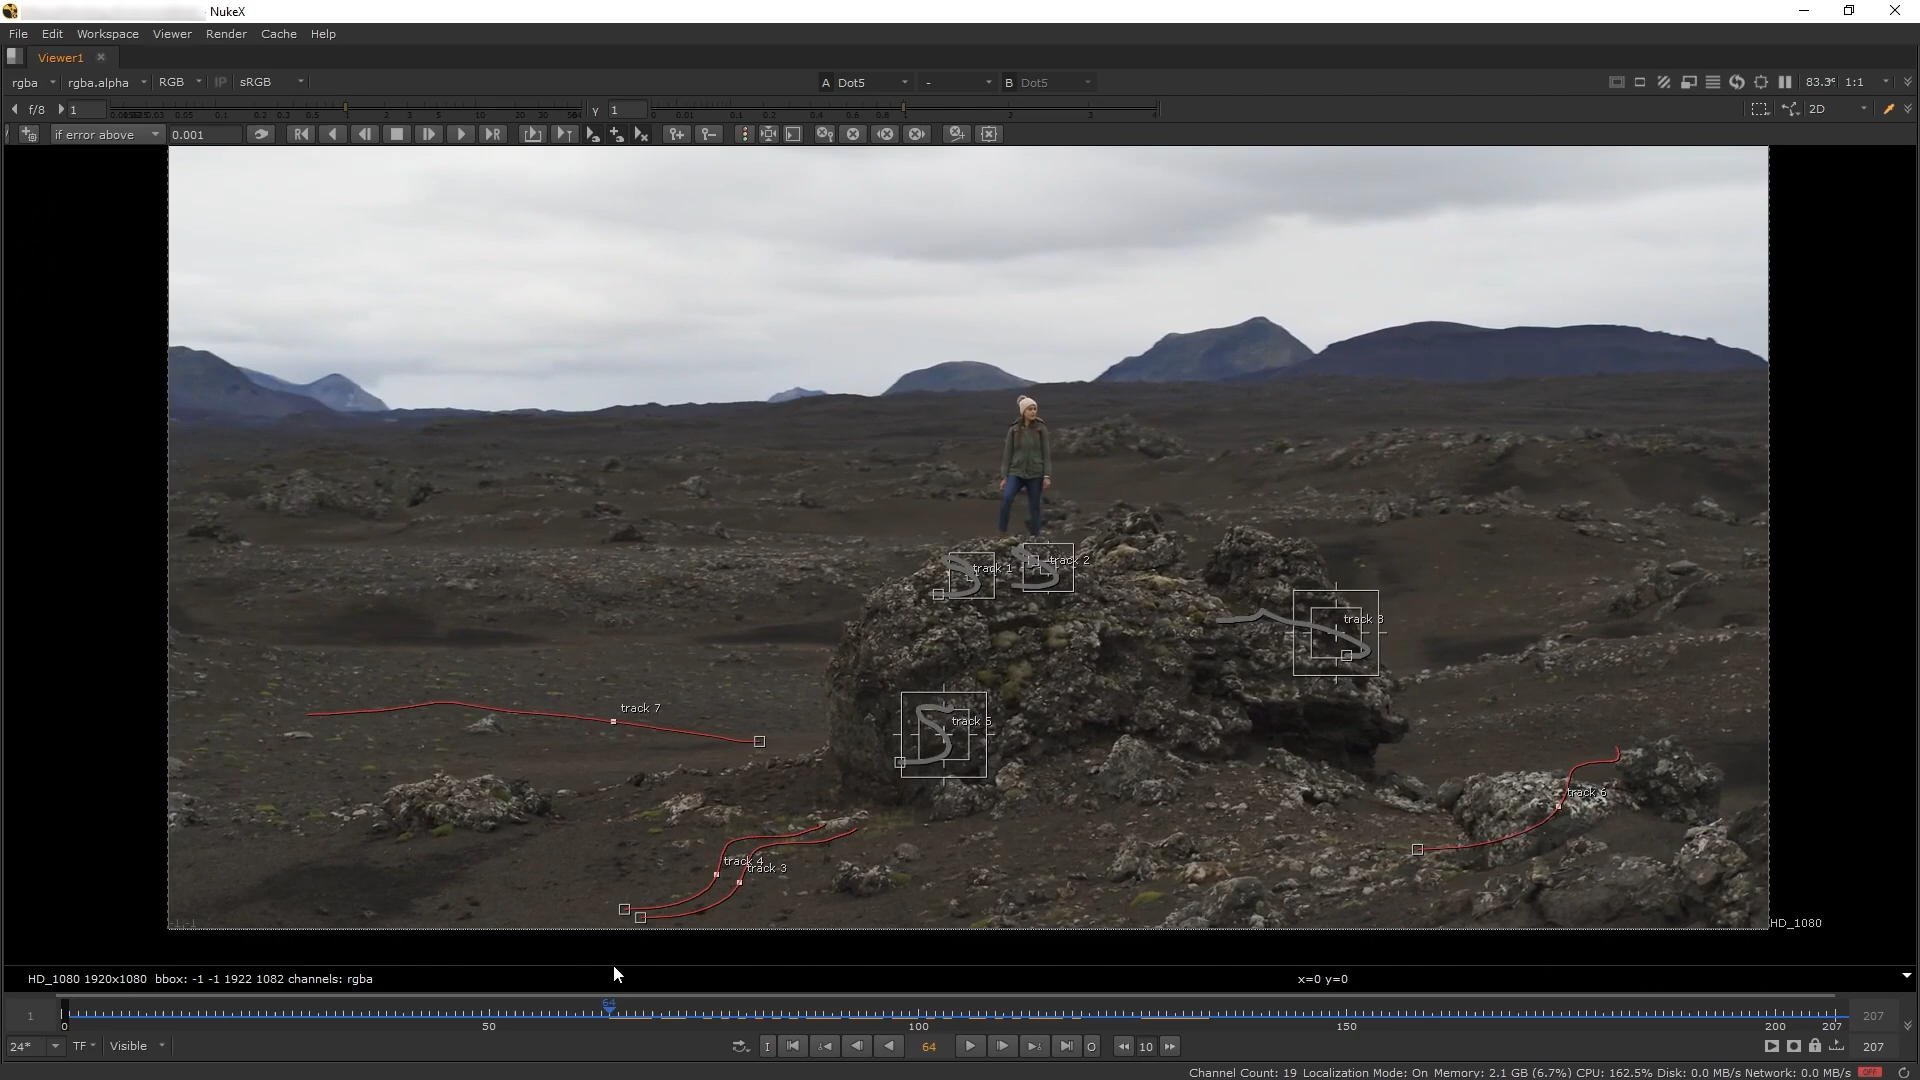 NukeX
File Edit Workspace Viewer Render Cache Help
Viewer1
rgba rgba.alpha RGB IP sRGB A Dot5 - B Dot5 1:1
f/8 1 Y 1 2D
if error above 0.001
track 1
track 2
track 7
track 5
track 4
track 3
track 6
HD_1080
HD_1080 1920x1080 bbox: -1 -1 1922 1082 channels: rgba x=0 y=0
64
1 207
0 50 100 150 200 207
24* TF Visible I 64 O 10 207
Channel Count: 19 Localization Mode: On Memory: 2.1 GB (6.7%) CPU: 162.5% Disk: 0.0 MB/s Network: 0.0 MB/s OFF